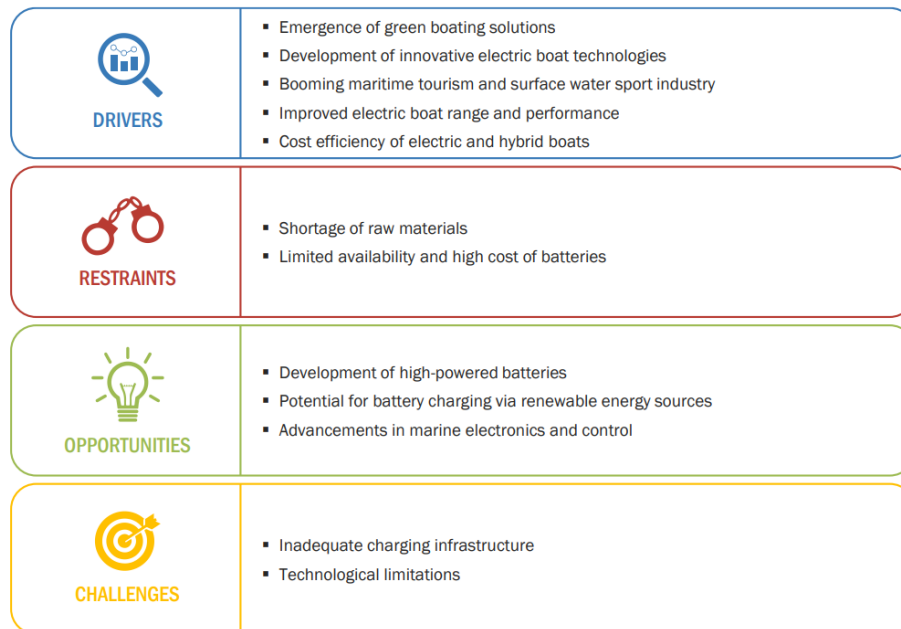 DRIVERS
▪ Emergence of green boating solutions
▪ Development of innovative electric boat technologies
▪ Booming maritime tourism and surface water sport industry
▪ Improved electric boat range and performance
▪ Cost efficiency of electric and hybrid boats
RESTRAINTS
▪ Shortage of raw materials
▪ Limited availability and high cost of batteries
OPPORTUNITIES
▪ Development of high-powered batteries
▪ Potential for battery charging via renewable energy sources
▪ Advancements in marine electronics and control
CHALLENGES
▪ Inadequate charging infrastructure
▪ Technological limitations